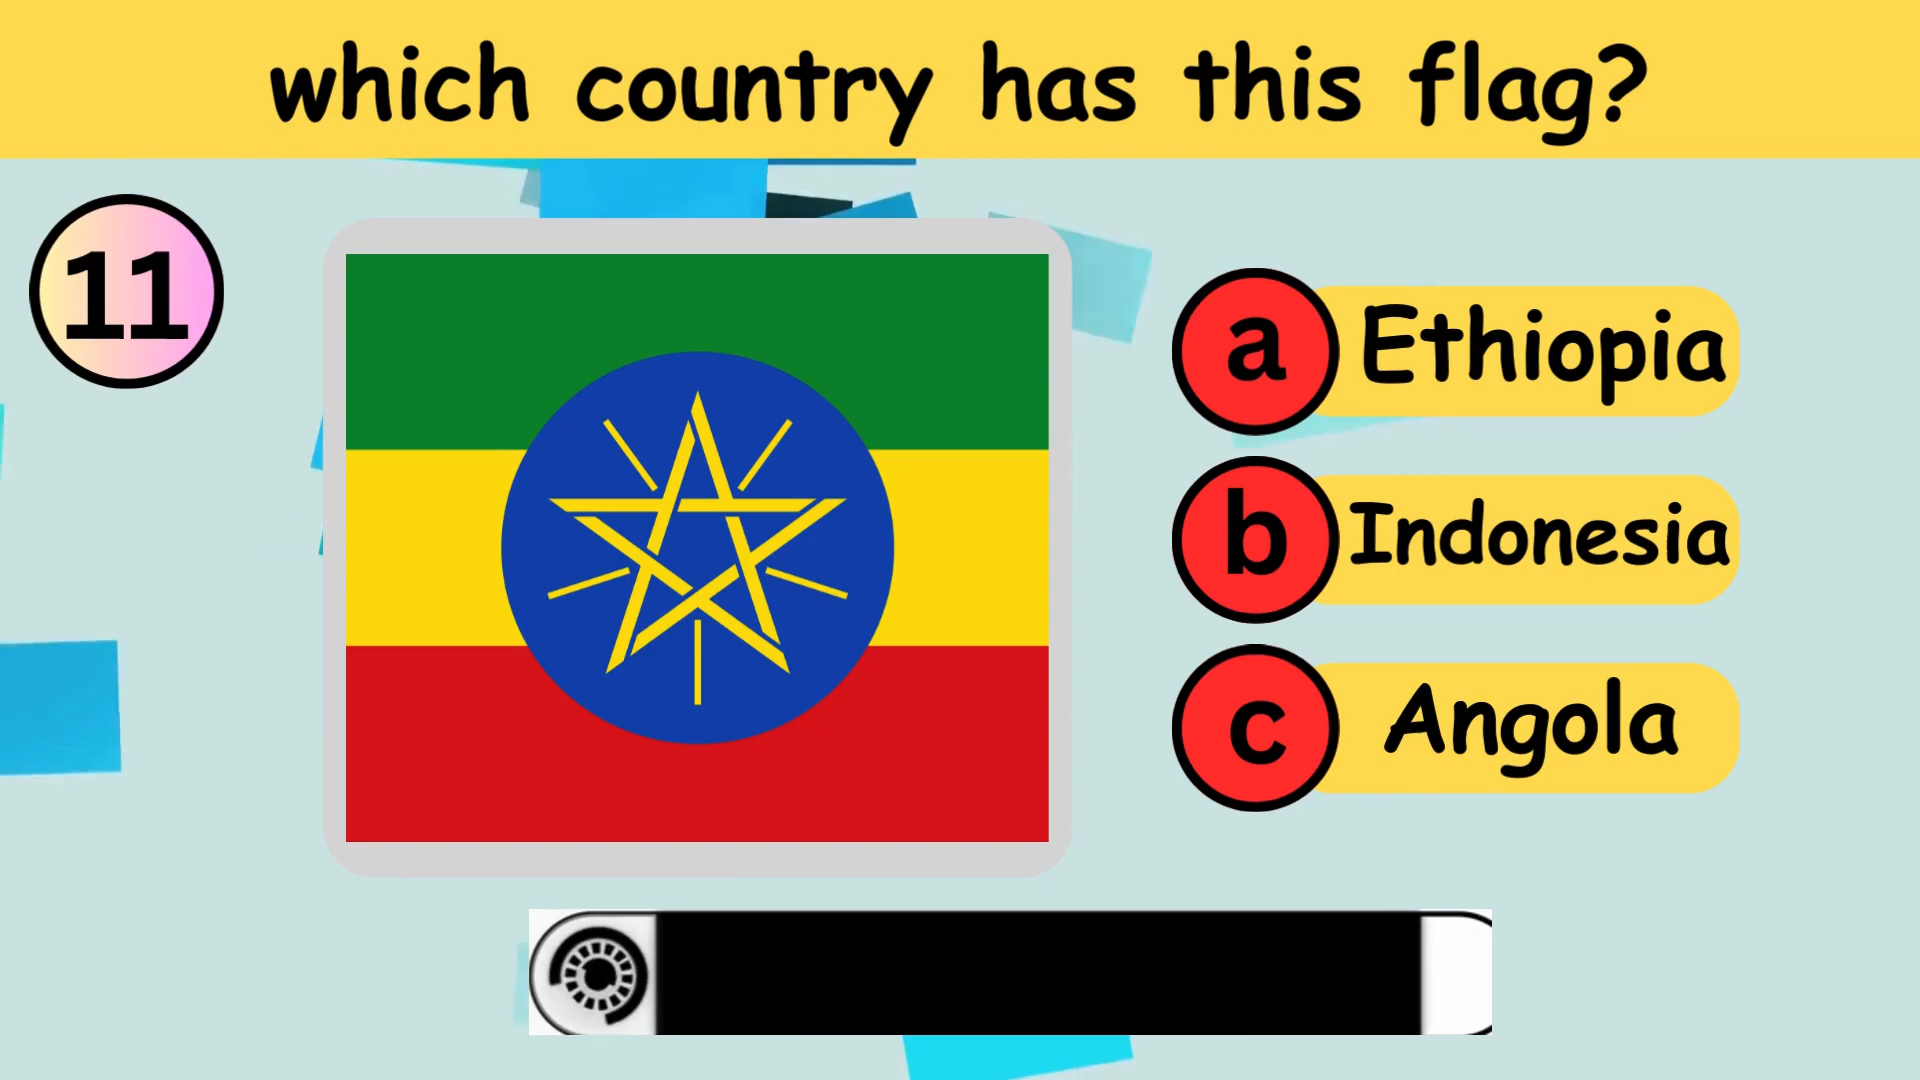 which country has this flag?
11
a Ethiopia
b Indonesia
c Angola